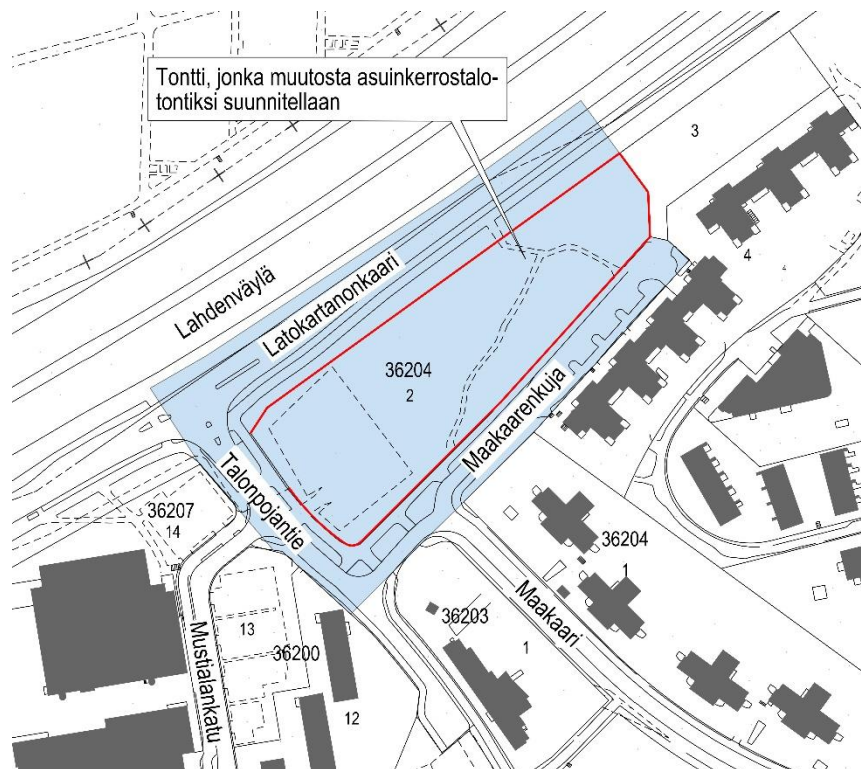 Tontti, jonka muutosta asuinkerrostalo-
tontiksi suunnitellaan
3
4
Lahdenväylä
Latokartanonkaari
36204
2
Maakaarenkuja
Talonpojantie
36207
14
36204
1
Maakaari
36203
1
13
36200
12
Mustialankatu